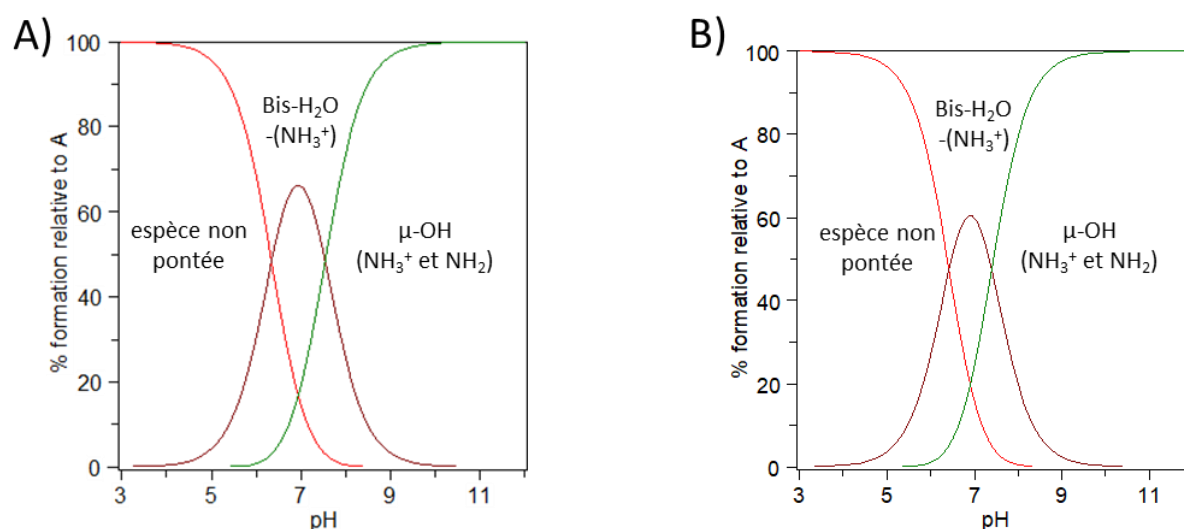 A)
% formation relative to A
100
80
60
40
20
0
Bis-H₂O
-(NH₃⁺)
espèce non
pontée
µ-OH
(NH₃⁺ et NH₂)
3
5
7
9
11
pH
B)
% formation relative to A
100
80
60
40
20
0
Bis-H₂O
-(NH₃⁺)
espèce non
pontée
µ-OH
(NH₃⁺ et NH₂)
3
5
7
9
11
pH